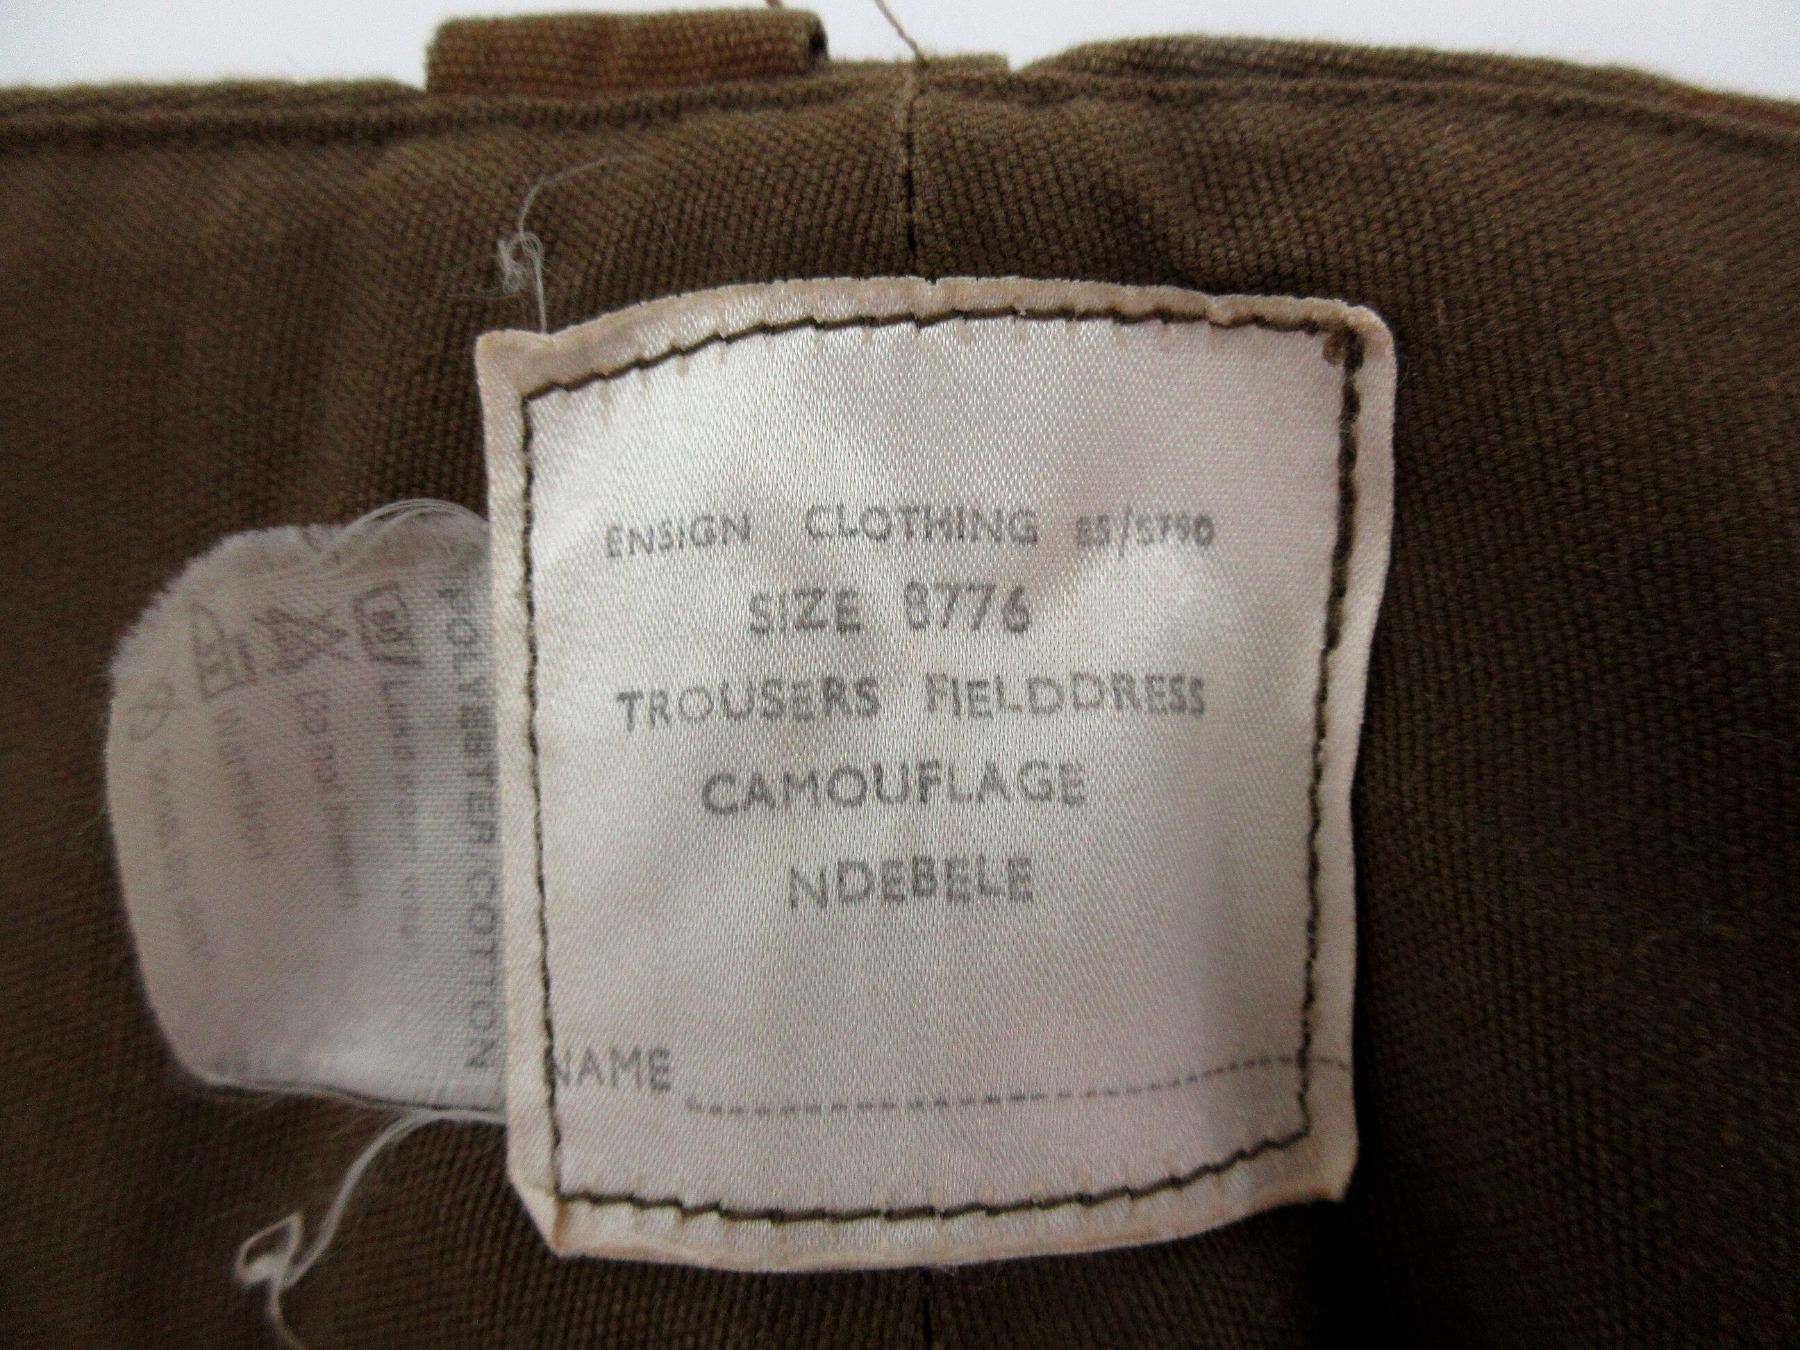 ENSIGN CLOTHING 85/5790
SIZE 8776
TROUSERS FIELDDRESS
CAMOUFLAGE
NDEBELE
NAME
POLYESTER/COTTON